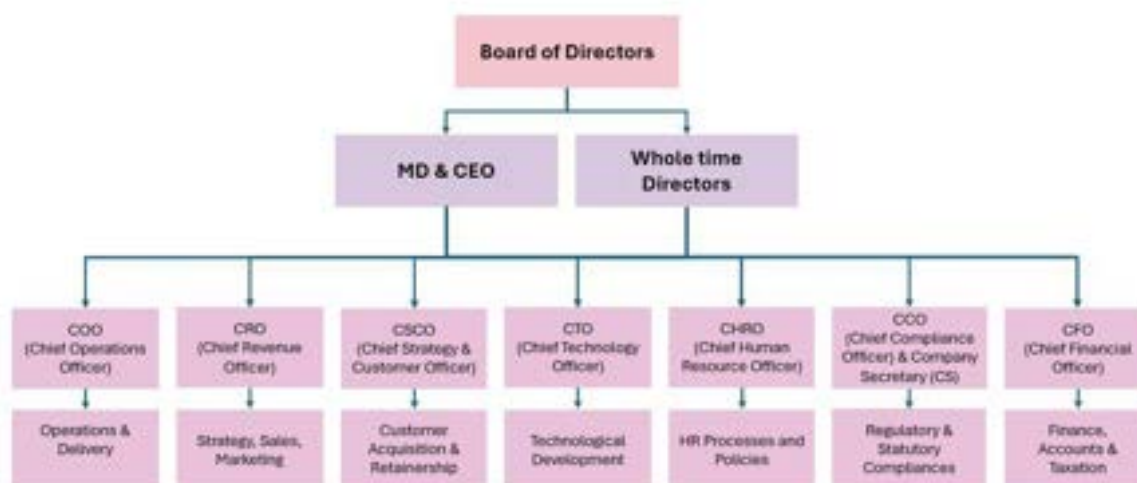 Board of Directors
MD & CEO
Whole time
Directors
COO
(Chief Operations
Officer)
CRO
(Chief Revenue
Officer)
CSCO
(Chief Strategy &
Customer Officer)
CTO
(Chief Technology
Officer)
CHRO
(Chief Human
Resource Officer)
CCO
(Chief Compliance
Officer) & Company
Secretary (CS)
CFO
(Chief Financial
Officer)
Operations &
Delivery
Strategy, Sales,
Marketing
Customer
Acquisition &
Retainership
Technological
Development
HR Processes and
Policies
Regulatory &
Statutory
Compliances
Finance,
Accounts &
Taxation